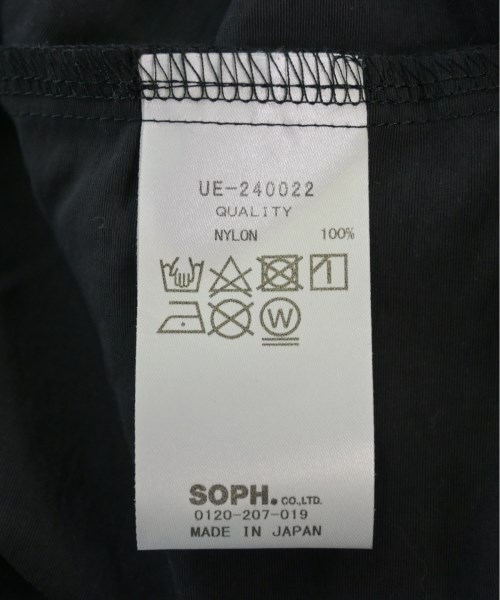 UE-240022
QUALITY
NYLON 100%
W
SOPH. CO.,LTD.
0120-207-019
MADE IN JAPAN